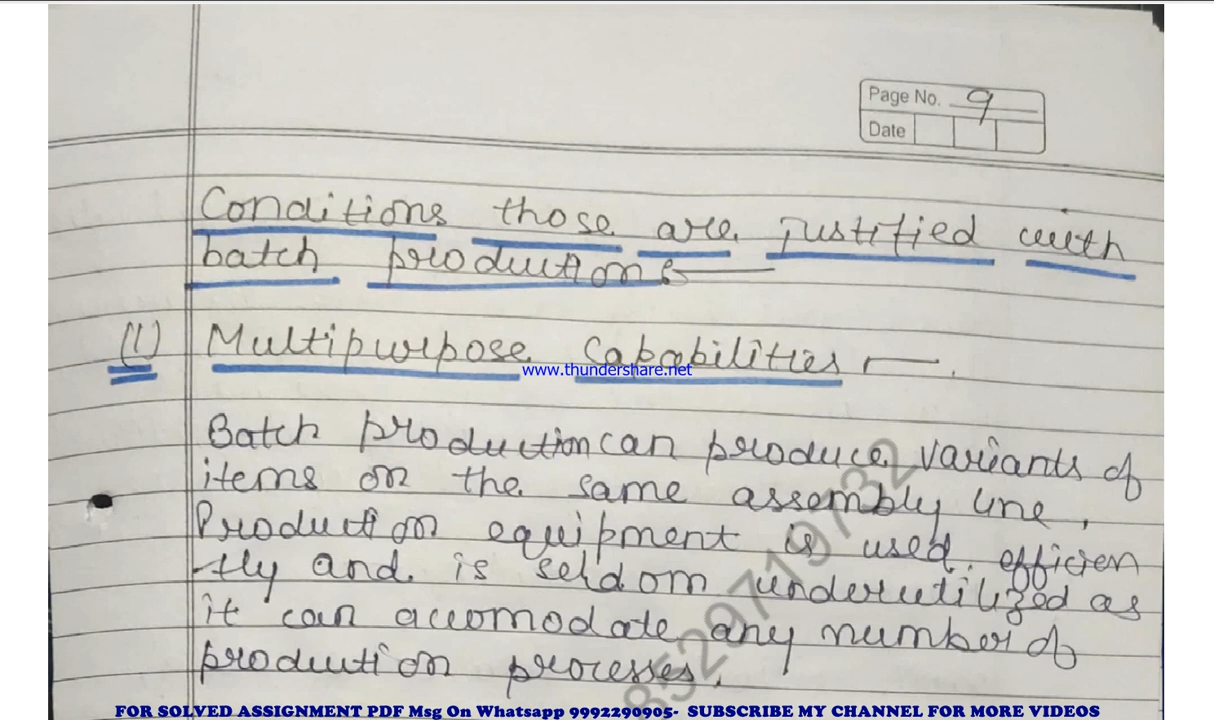 Page No. 9
Date
Conditions those are justified with
batch productions
(1) Multipurpose Capabilities
www.thundershare.net
Batch production can produce variants of
items on the same assembly line,
Production equipment is used efficien
-tly and is seldom underutilized as
it can accomodate any number of
production processes.
8529719732
FOR SOLVED ASSIGNMENT PDF Msg On Whatsapp 9992290905- SUBSCRIBE MY CHANNEL FOR MORE VIDEOS